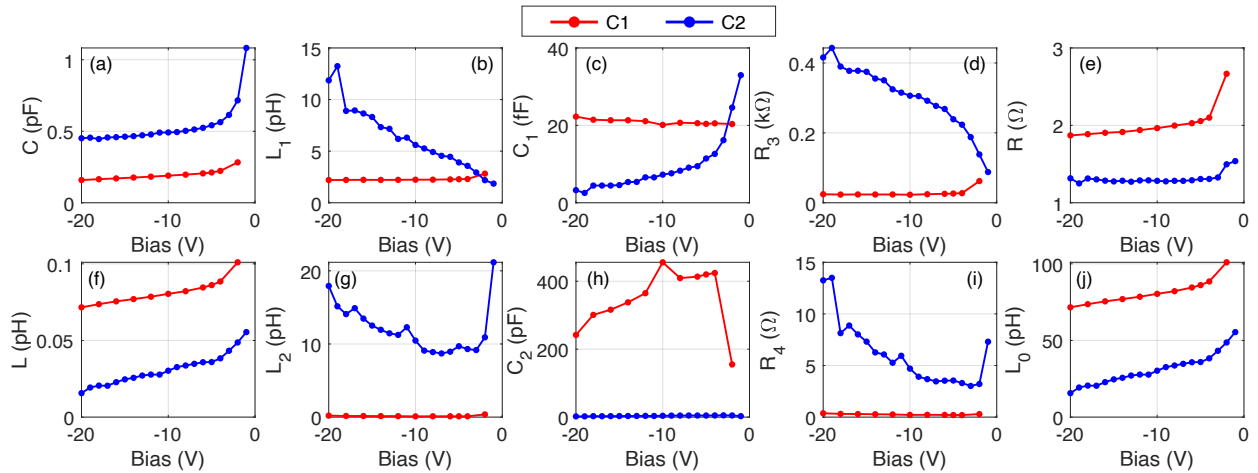 C1 C2
(a)
C (pF)
1
0.5
0
-20 -10 0
Bias (V)
(b)
L1 (pH)
15
10
5
0
-20 -10 0
Bias (V)
(c)
C1 (fF)
60
40
20
0
-20 -10 0
Bias (V)
(d)
R3 (kΩ)
0.4
0.2
0
-20 -10 0
Bias (V)
(e)
R (Ω)
3
2
1
-20 -10 0
Bias (V)
(f)
L (pH)
0.1
0.05
0
-20 -10 0
Bias (V)
(g)
L2 (pH)
20
10
0
-20 -10 0
Bias (V)
(h)
C2 (pF)
400
200
0
-20 -10 0
Bias (V)
(i)
R4 (Ω)
15
10
5
0
-20 -10 0
Bias (V)
(j)
L0 (pH)
100
50
0
-20 -10 0
Bias (V)